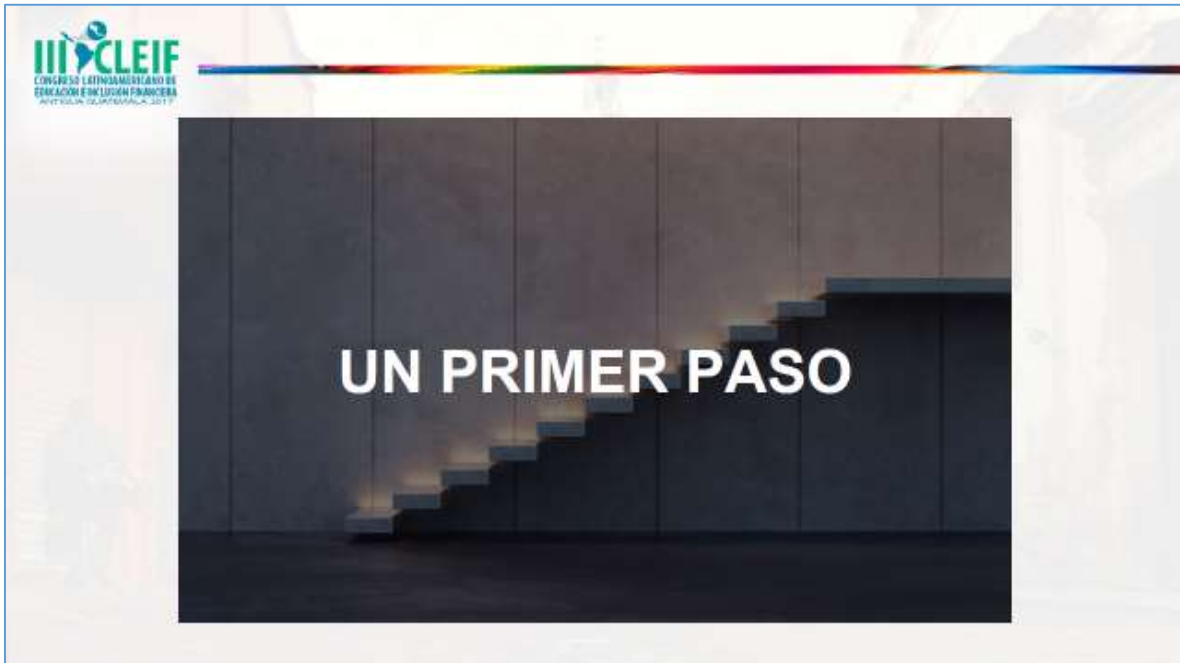 III CLEIF
CONGRESO LATINOAMERICANO DE
EDUCACIÓN E INCLUSIÓN FINANCIERA
ANTIGUA GUATEMALA 2017
UN PRIMER PASO